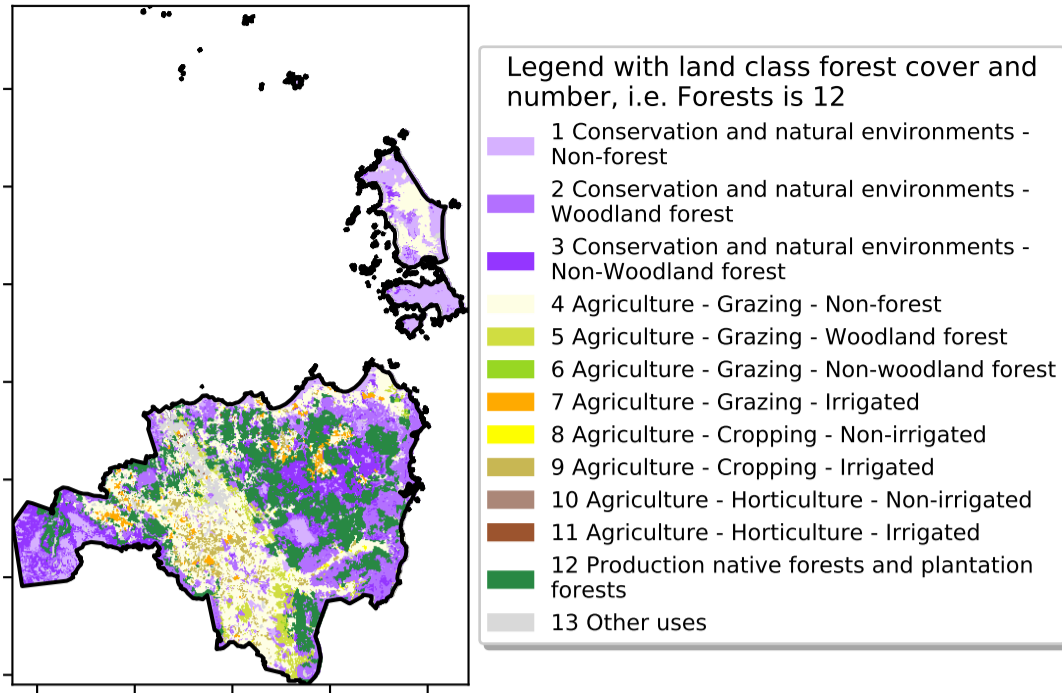 Legend with land class forest cover and
number, i.e. Forests is 12
1 Conservation and natural environments -
Non-forest
2 Conservation and natural environments -
Woodland forest
3 Conservation and natural environments -
Non-Woodland forest
4 Agriculture - Grazing - Non-forest
5 Agriculture - Grazing - Woodland forest
6 Agriculture - Grazing - Non-woodland forest
7 Agriculture - Grazing - Irrigated
8 Agriculture - Cropping - Non-irrigated
9 Agriculture - Cropping - Irrigated
10 Agriculture - Horticulture - Non-irrigated
11 Agriculture - Horticulture - Irrigated
12 Production native forests and plantation
forests
13 Other uses